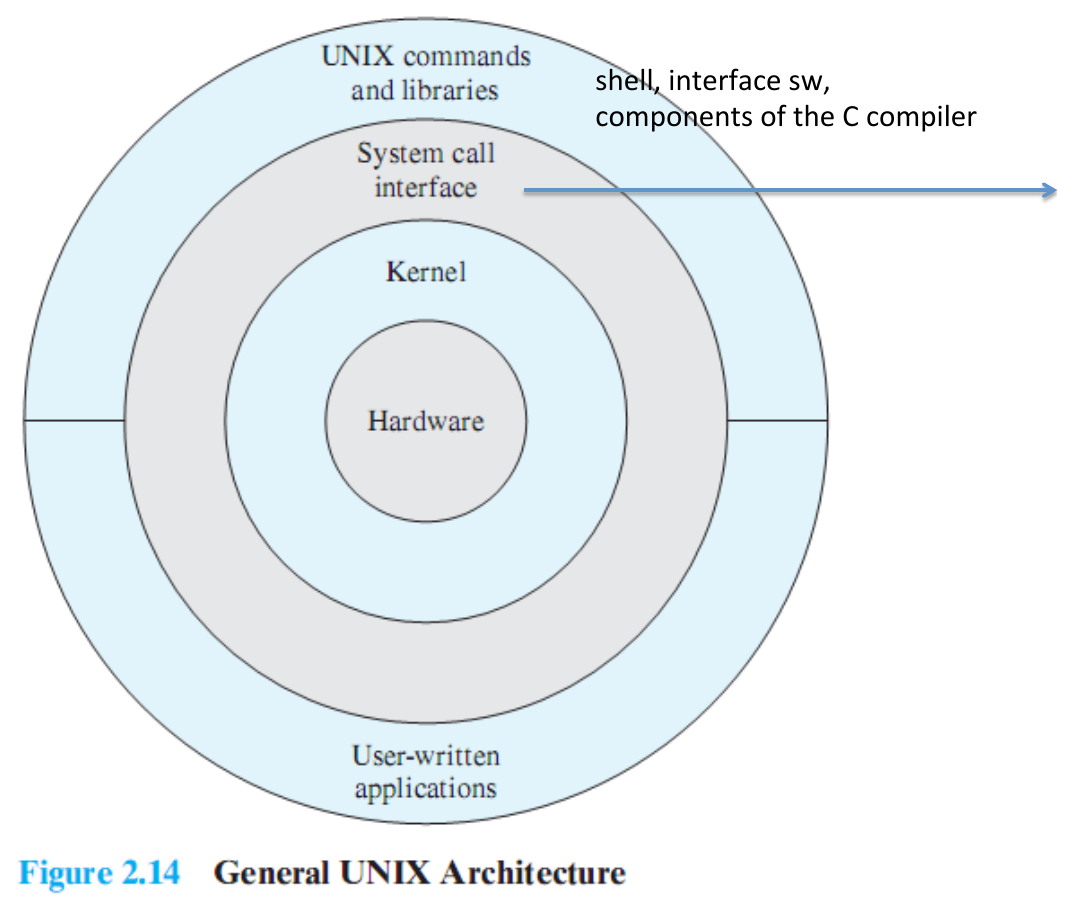 UNIX commands
and libraries
shell, interface sw,
components of the C compiler
System call
interface
Kernel
Hardware
User-written
applications
Figure 2.14 General UNIX Architecture